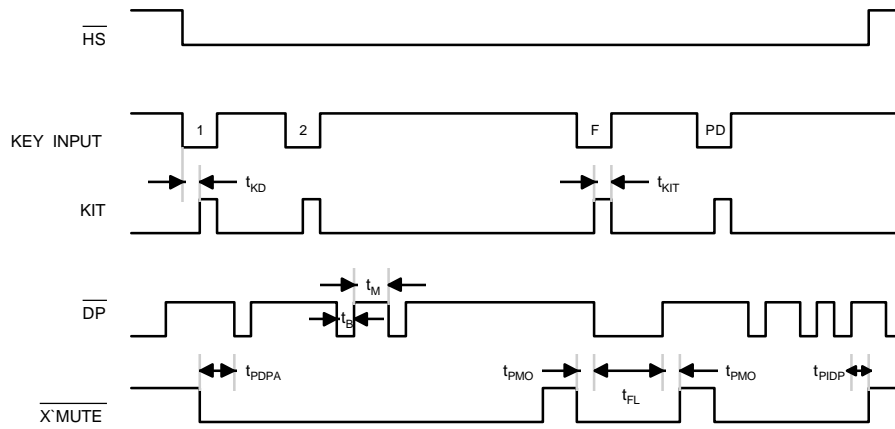 HS
KEY INPUT
1
2
F
PD
tKD
tKIT
KIT
tM
DP
tB
tPDPA
tPMO
tFL
tPMO
tPIDP
X`MUTE